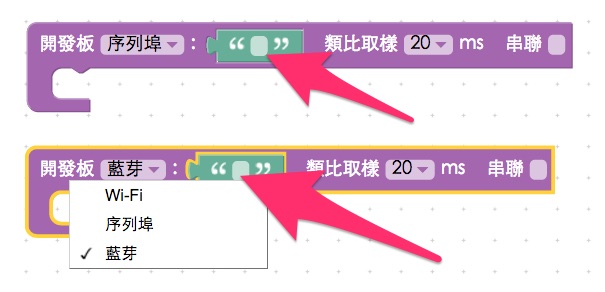 開發板 序列埠 : “ ” 類比取樣 20 ms 串聯
開發板 藍芽 : “ ” 類比取樣 20 ms 串聯
Wi-Fi
序列埠
✓ 藍芽